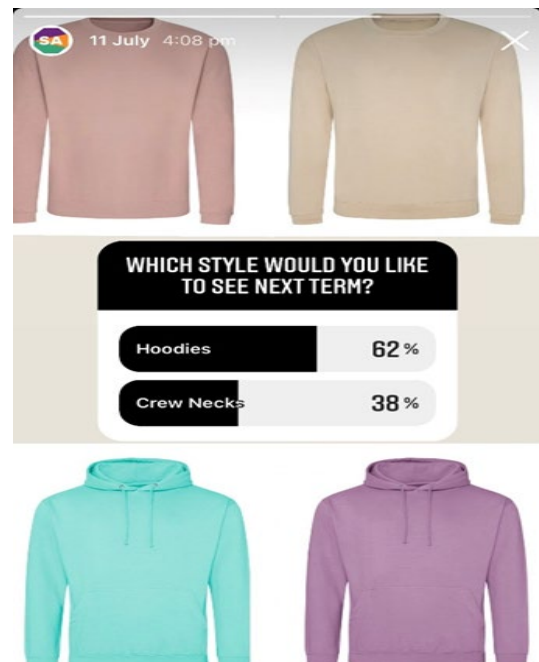 SA 11 July 4:08 pm
WHICH STYLE WOULD YOU LIKE
TO SEE NEXT TERM?
Hoodies 62%
Crew Necks 38%